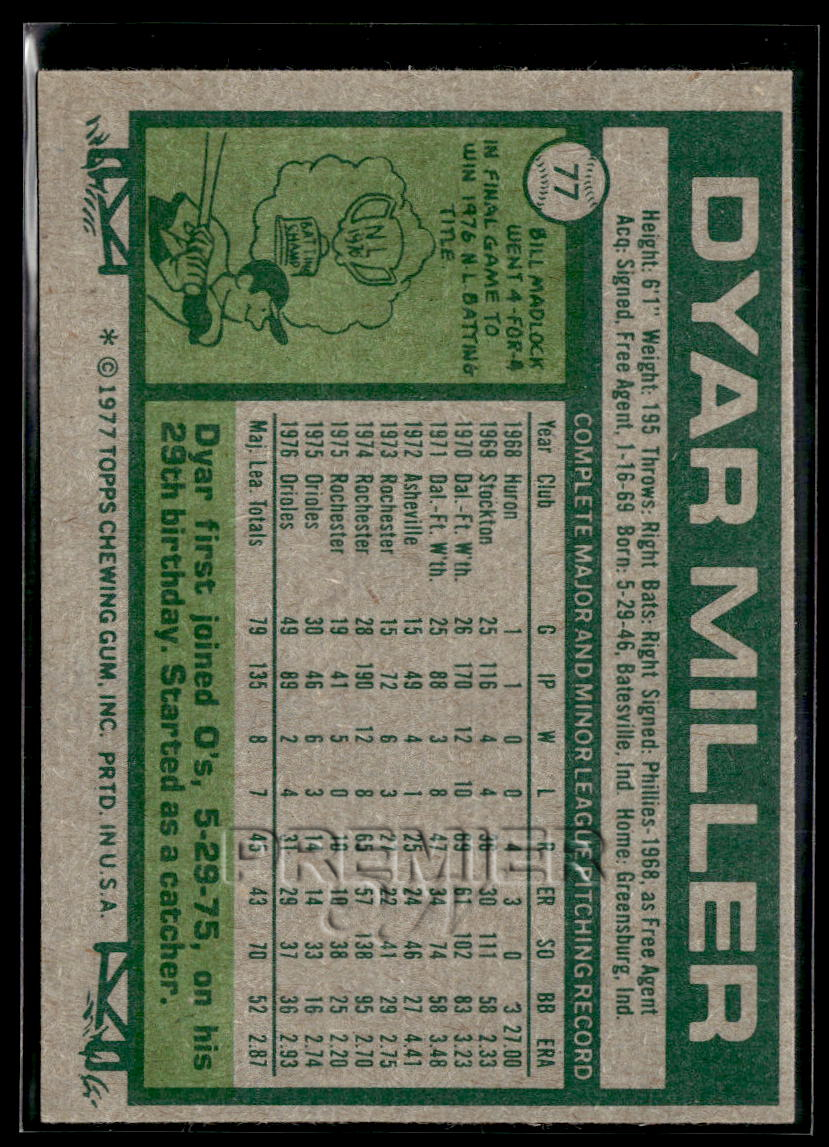 77
DYAR MILLER
Height: 6'1" Weight: 195 Throws: Right Bats: Right Signed: Phillies-1968, as Free Agent
Acq: Signed, Free Agent, 1-16-69 Born: 5-29-46, Batesville, Ind. Home: Greensburg, Ind.
BILL MADLOCK
WENT 4-FOR-4
IN FINAL GAME TO
WIN 1976 N.L. BATTING
TITLE.
N.L.
1976
BATTING
CHAMP
COMPLETE MAJOR AND MINOR LEAGUE PITCHING RECORD
Year Club G IP W L R ER SO BB ERA
1968 Huron 1 1 0 0 4 3 0 3 27.00
1969 Stockton 25 116 4 4 30 111 58 2.33
1970 Dal.-Ft. W'th. 26 170 12 10 69 61 102 83 3.23
1971 Dal.-Ft. W'th. 25 88 3 8 47 34 74 58 3.48
1972 Asheville 15 49 4 1 25 24 46 27 4.41
1973 Rochester 15 72 6 3 22 41 29 2.75
1974 Rochester 28 190 12 8 65 57 138 95 2.70
1975 Rochester 19 41 5 0 10 10 38 25 2.20
1975 Orioles 30 46 6 3 14 14 33 16 2.74
1976 Orioles 49 89 2 4 31 29 37 36 2.93
Maj. Lea. Totals 79 135 8 7 45 43 70 52 2.87
Dyar first joined O's, 5-29-75, on his
29th birthday. Started as a catcher.
* © 1977 TOPPS CHEWING GUM, INC. PRTD. IN U.S.A.
PREMIER